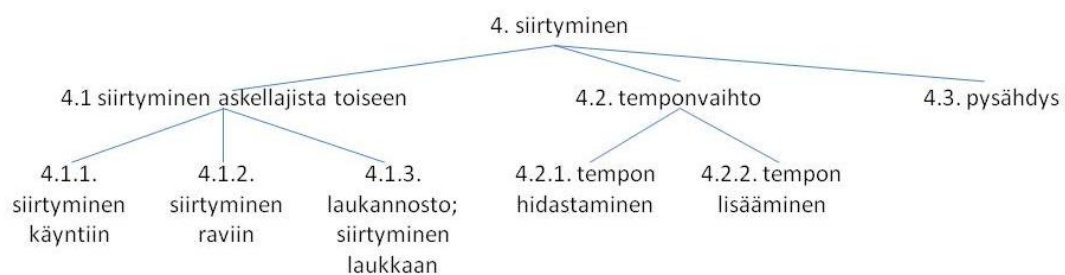 4. siirtyminen
4.1 siirtyminen askellajista toiseen
4.2. temponvaihto
4.3. pysähdys
4.1.1.
siirtyminen
käyntiin
4.1.2.
siirtyminen
raviin
4.1.3.
laukannosto;
siirtyminen
laukkaan
4.2.1. tempon
hidastaminen
4.2.2. tempon
lisääminen